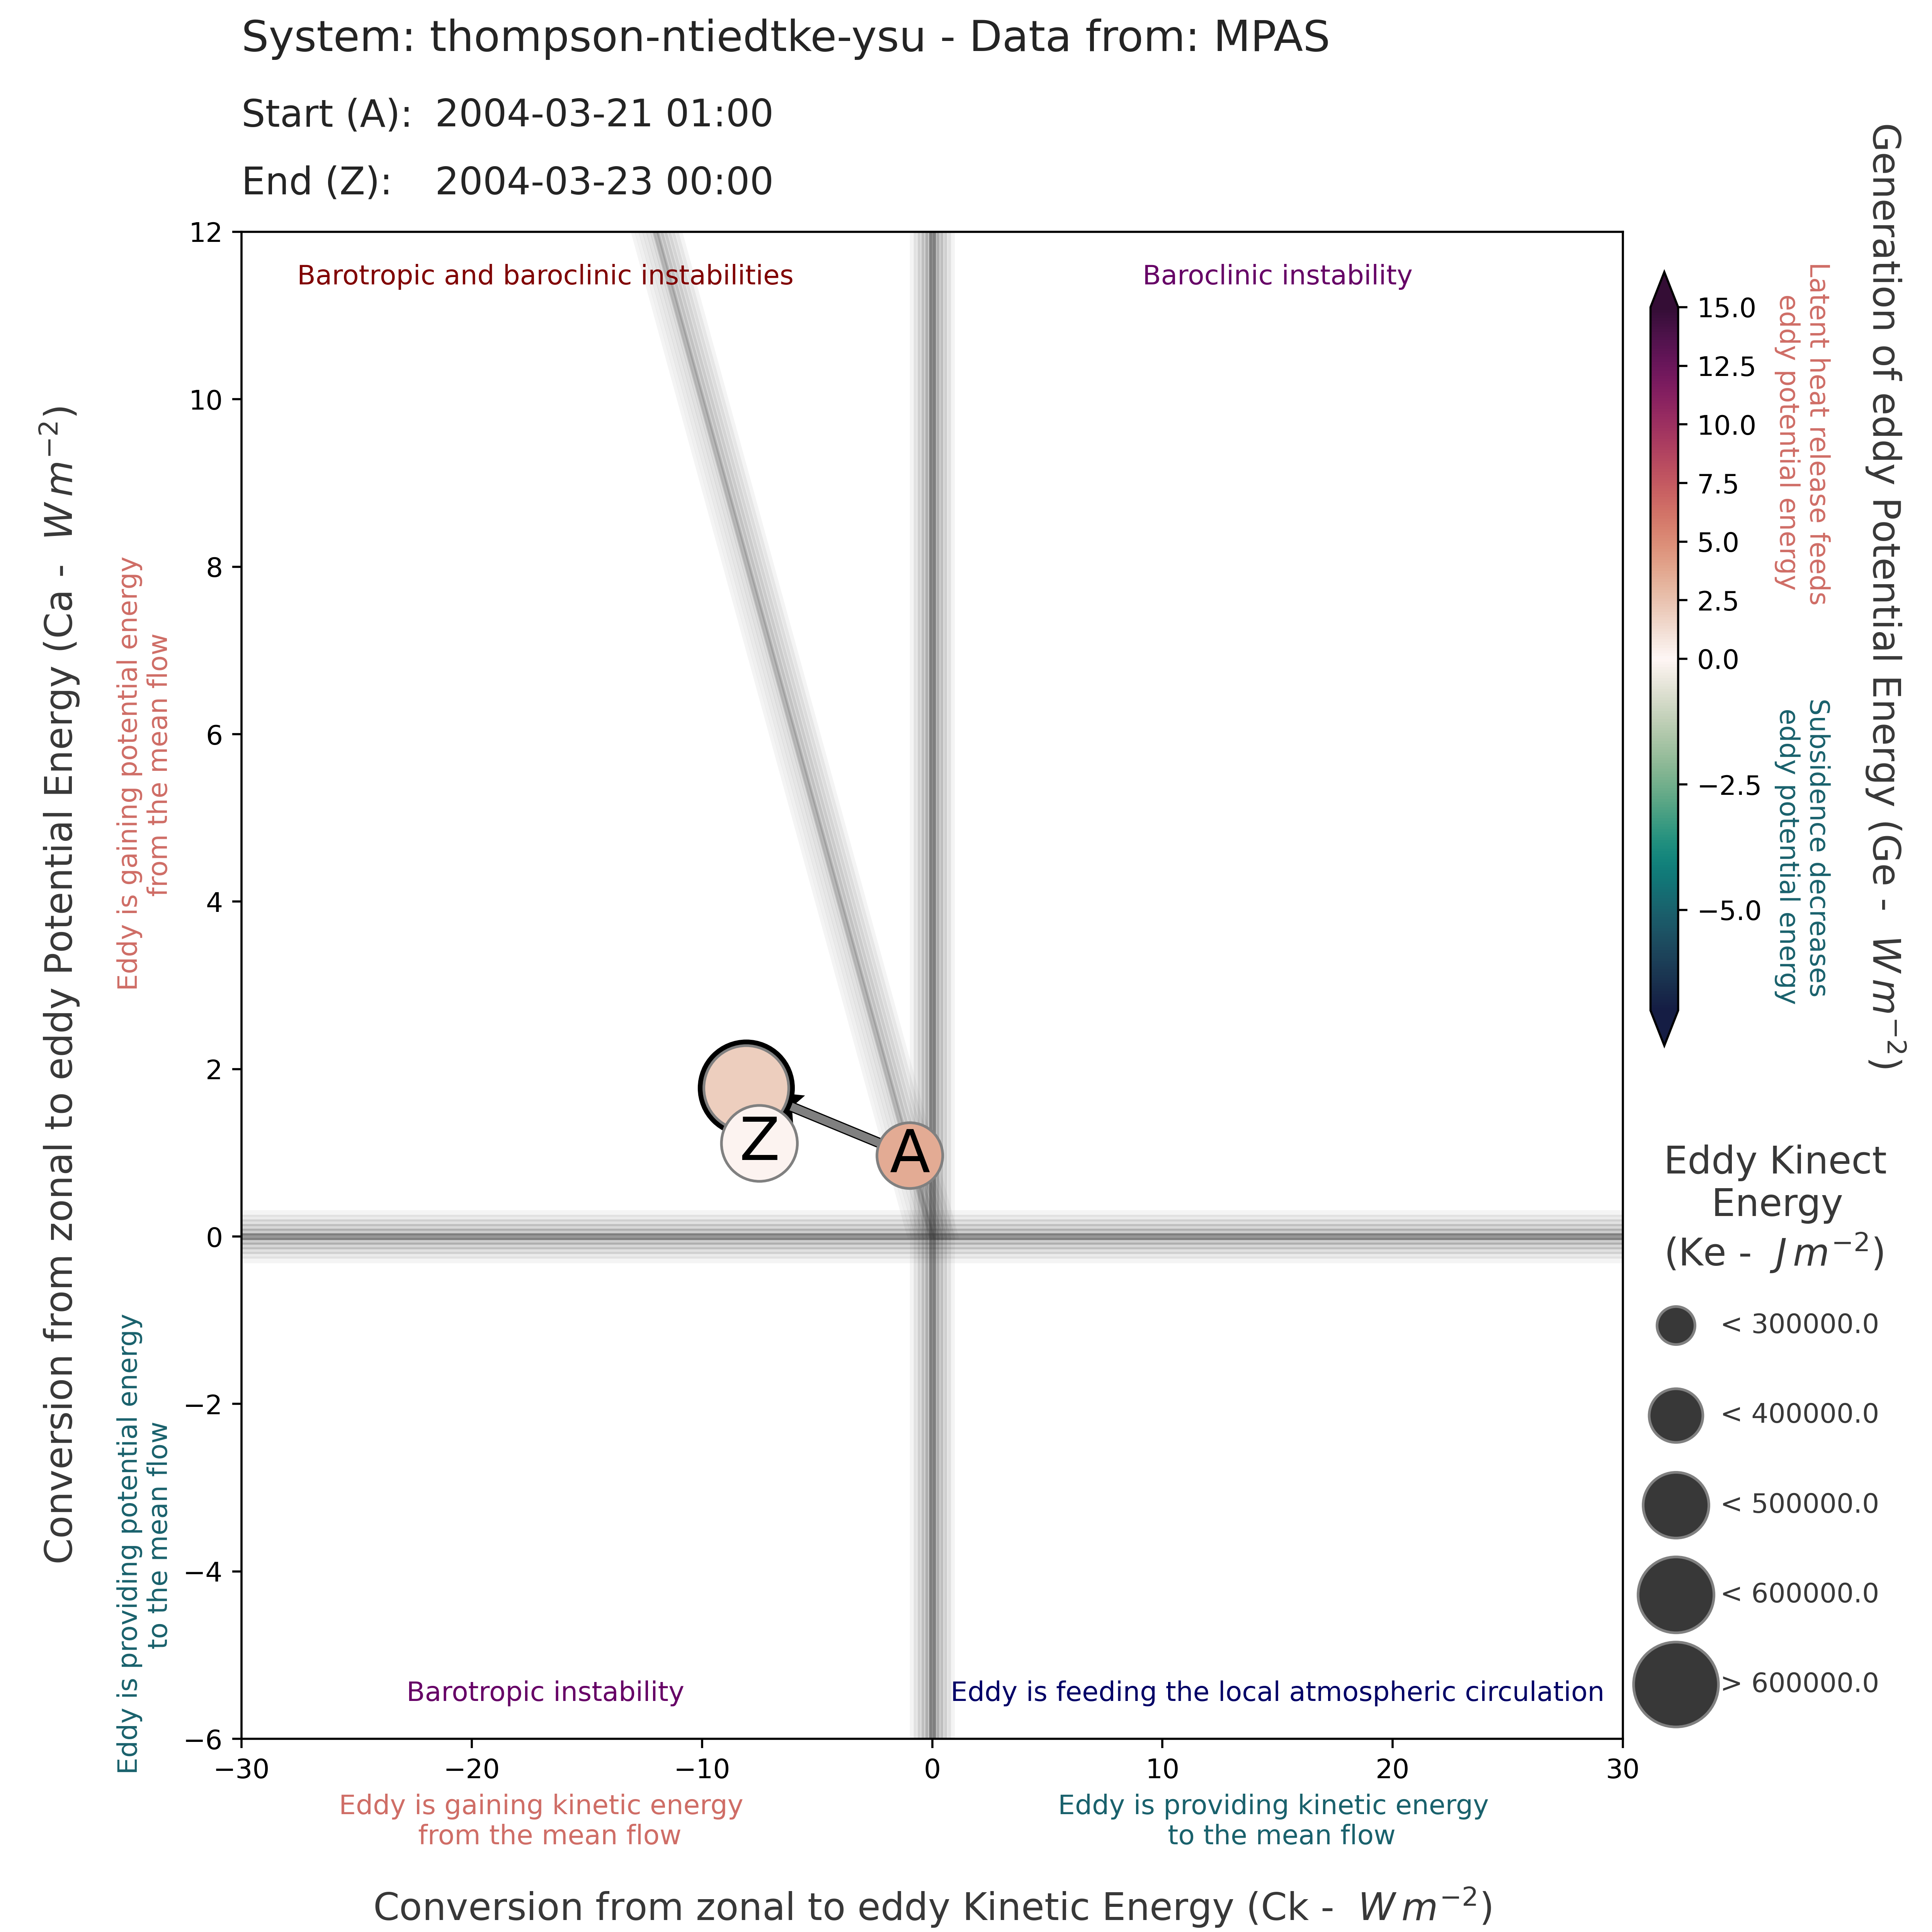 System: thompson-ntiedtke-ysu - Data from: MPAS
Start (A): 2004-03-21 01:00
End (Z): 2004-03-23 00:00
Barotropic and baroclinic instabilities
Baroclinic instability
Barotropic instability
Eddy is feeding the local atmospheric circulation
A
Z
12
10
8
6
4
2
0
−2
−4
−6
−30
−20
−10
0
10
20
30
Conversion from zonal to eddy Potential Energy (Ca - W m⁻²)
Eddy is gaining potential energy
from the mean flow
Eddy is providing potential energy
to the mean flow
Eddy is gaining kinetic energy
from the mean flow
Eddy is providing kinetic energy
to the mean flow
Conversion from zonal to eddy Kinetic Energy (Ck - W m⁻²)
15.0
12.5
10.0
7.5
5.0
2.5
0.0
−2.5
−5.0
Latent heat release feeds
eddy potential energy
Subsidence decreases
eddy potential energy
Generation of eddy Potential Energy (Ge - W m⁻²)
Eddy Kinect
Energy
(Ke - J m⁻²)
< 300000.0
< 400000.0
< 500000.0
< 600000.0
> 600000.0